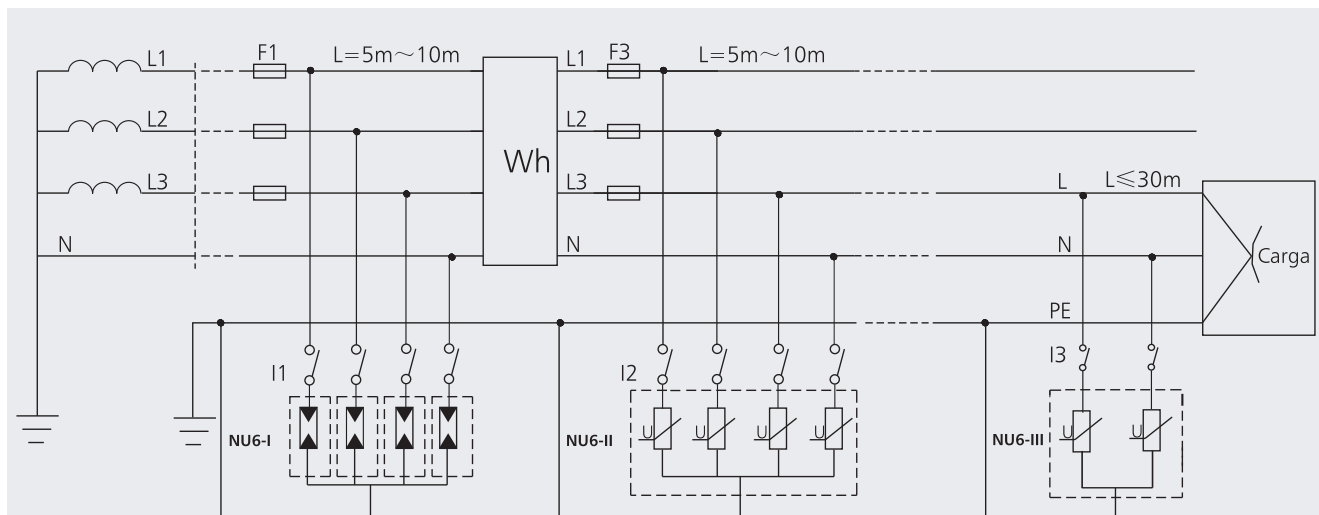 L1 F1 L=5m～10m L1 F3 L=5m～10m
L2 L2
Wh
L3 L3 L L≤30m
N N N Carga
PE
I1 I2 I3
U U U U U U
NU6-I NU6-II NU6-III